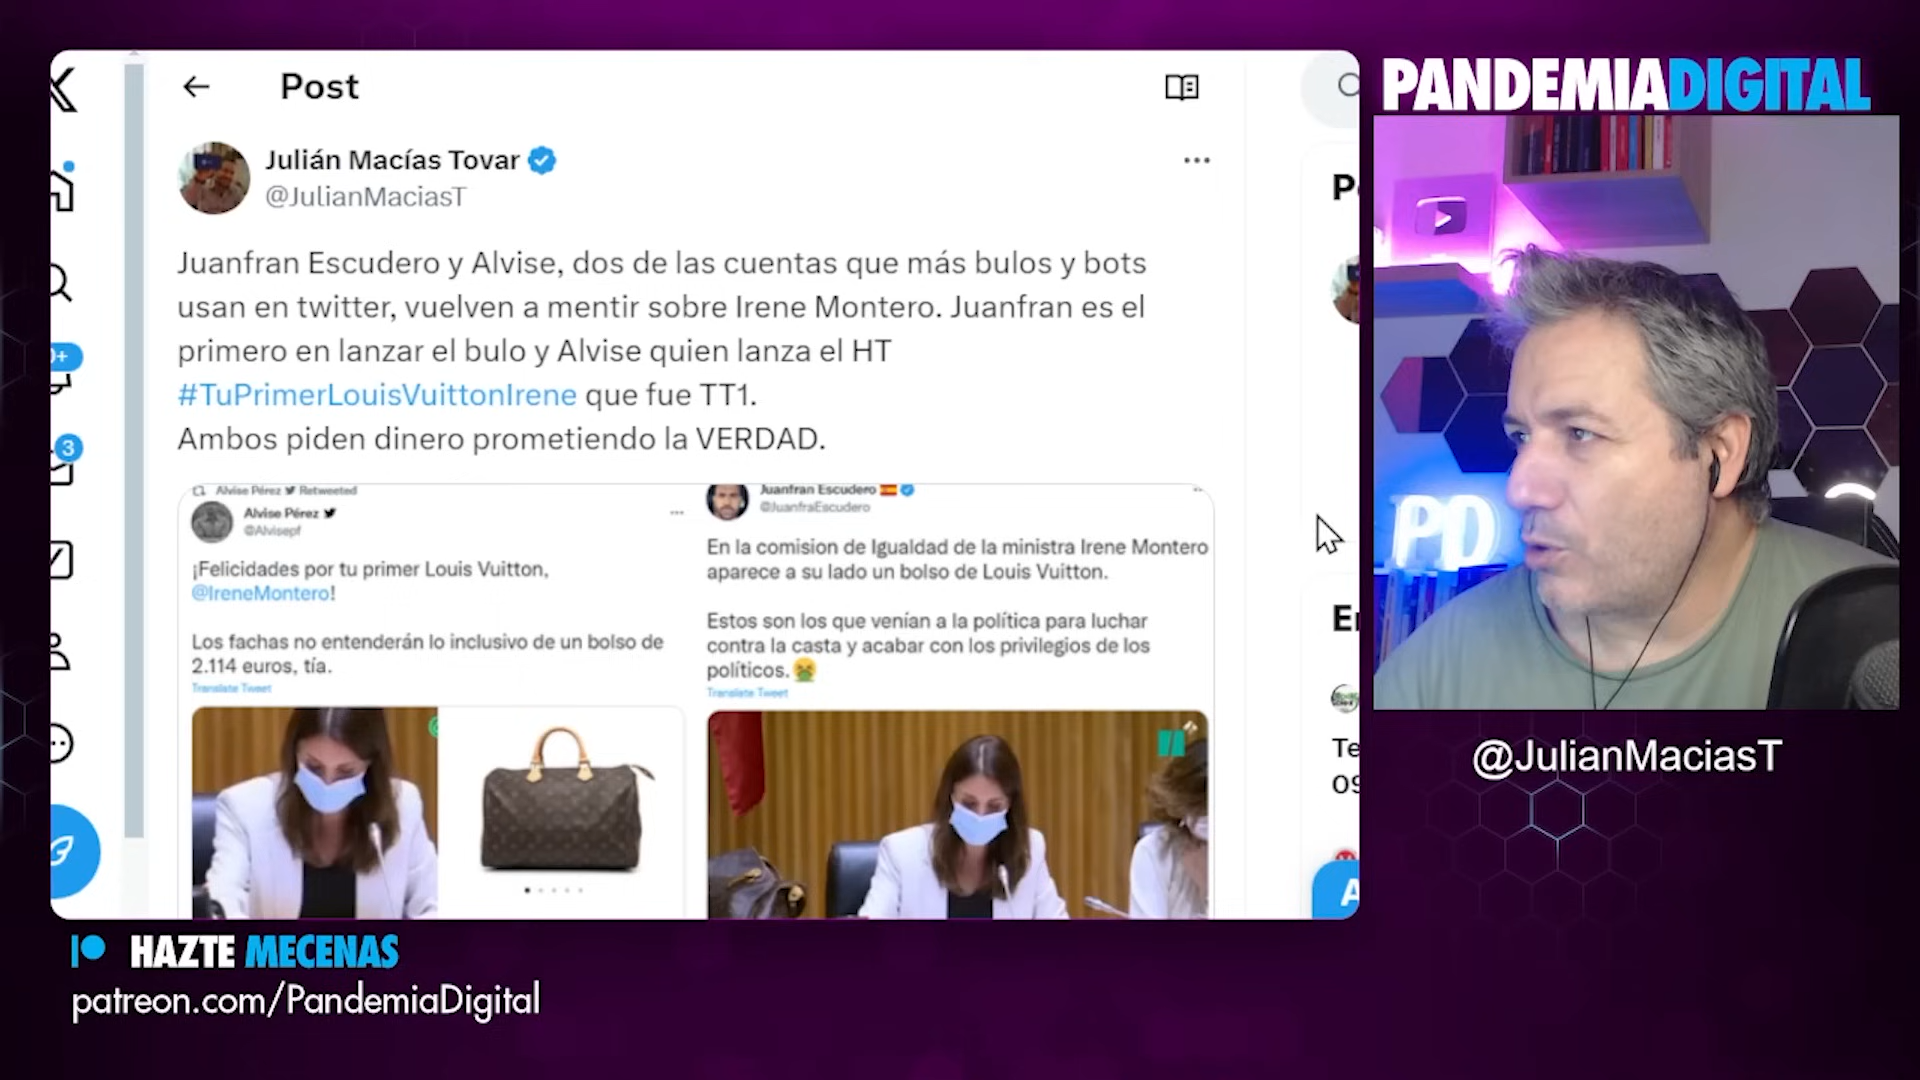 Post
Julián Macías Tovar
@JulianMaciasT
Juanfran Escudero y Alvise, dos de las cuentas que más bulos y bots
usan en twitter, vuelven a mentir sobre Irene Montero. Juanfran es el
primero en lanzar el bulo y Alvise quien lanza el HT
#TuPrimerLouisVuittonIrene que fue TT1.
Ambos piden dinero prometiendo la VERDAD.
Alvise Pérez Retweeted
Alvise Pérez
@Alvisepf
¡Felicidades por tu primer Louis Vuitton,
@IreneMontero!
Los fachas no entenderán lo inclusivo de un bolso de
2.114 euros, tía.
Translate Tweet
Juanfran Escudero
@JuanfraEscudero
En la comision de Igualdad de la ministra Irene Montero
aparece a su lado un bolso de Louis Vuitton.
Estos son los que venían a la política para luchar
contra la casta y acabar con los privilegios de los
políticos.
Translate Tweet
3
PANDEMIADIGITAL
PD
@JulianMaciasT
HAZTE MECENAS
patreon.com/PandemiaDigital